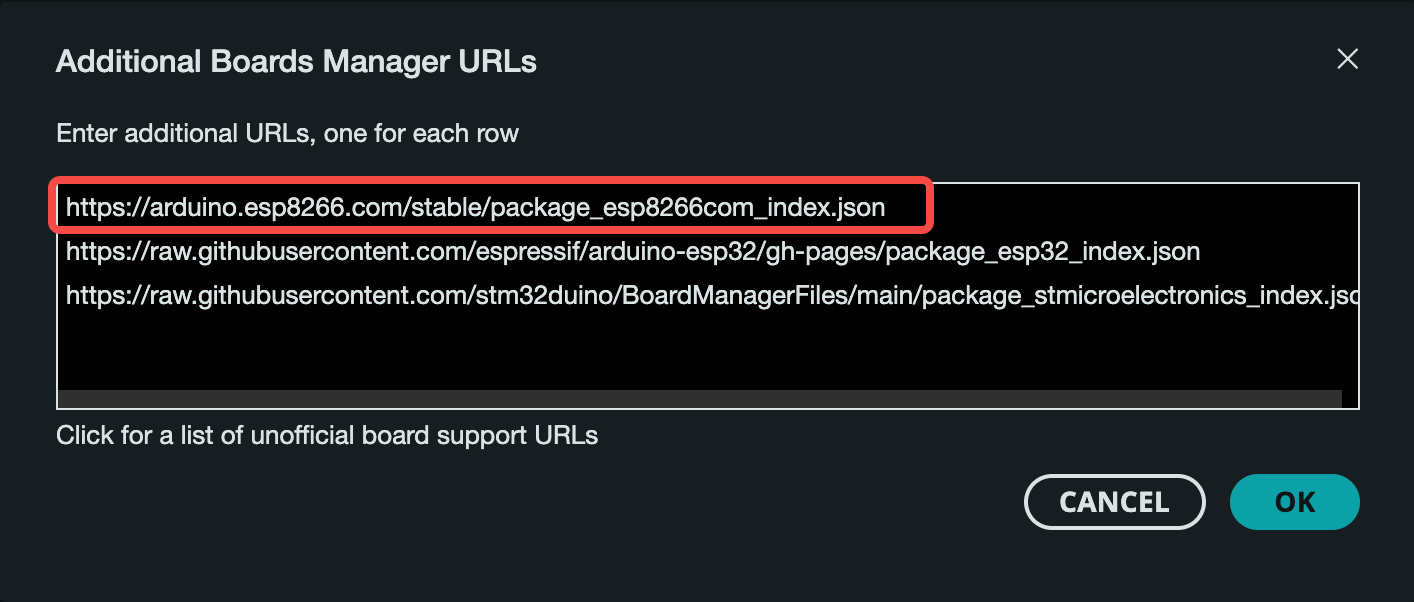 Additional Boards Manager URLs
Enter additional URLs, one for each row
https://arduino.esp8266.com/stable/package_esp8266com_index.json
https://raw.githubusercontent.com/espressif/arduino-esp32/gh-pages/package_esp32_index.json
https://raw.githubusercontent.com/stm32duino/BoardManagerFiles/main/package_stmicroelectronics_index.jsc
Click for a list of unofficial board support URLs
CANCEL
OK